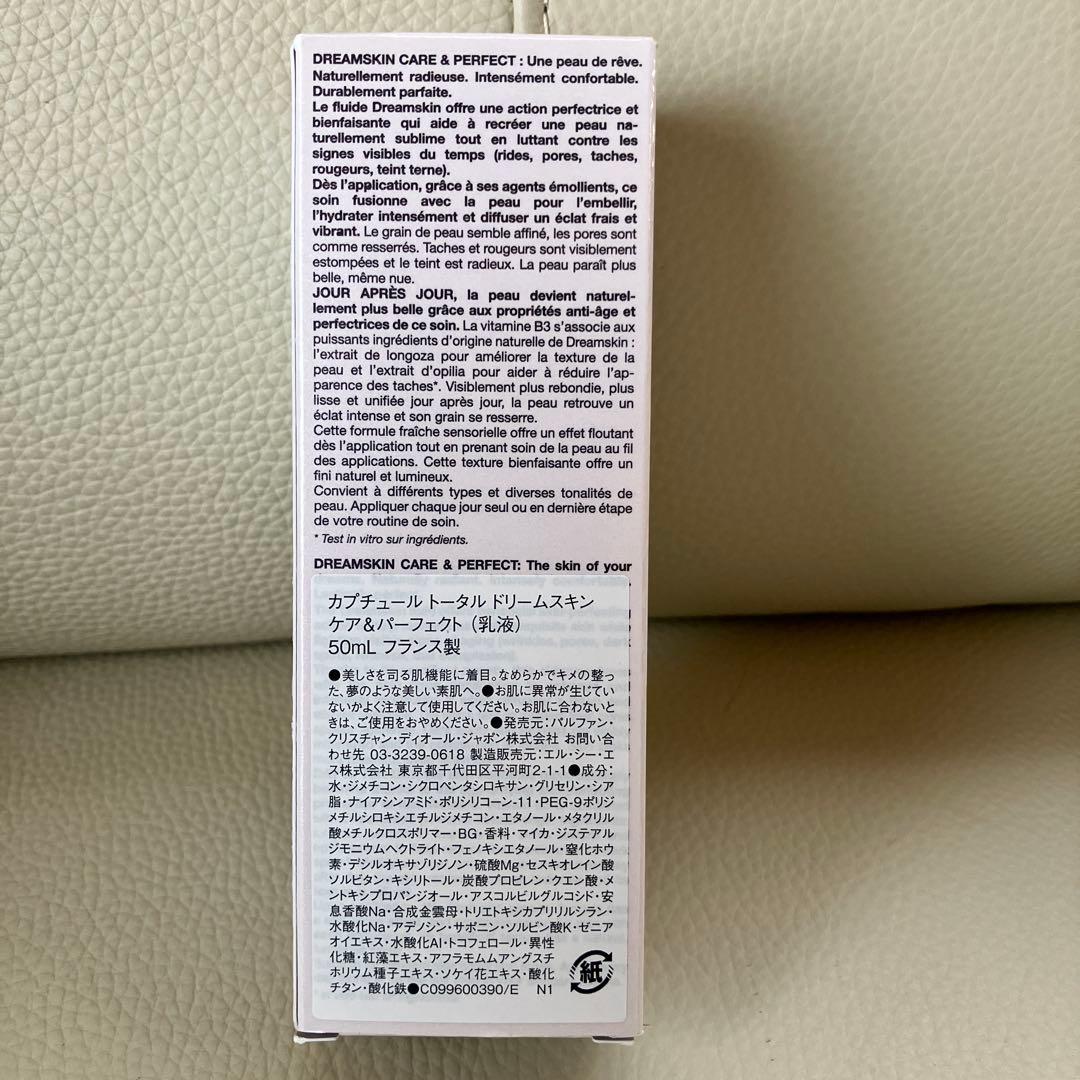 DREAMSKIN CARE & PERFECT : Une peau de rêve.
Naturellement radieuse. Intensément confortable.
Durablement parfaite.
Le fluide Dreamskin offre une action perfectrice et
bienfaisante qui aide à recréer une peau na-
turellement sublime tout en luttant contre les
signes visibles du temps (rides, pores, taches,
rougeurs, teint terne).
Dès l'application, grâce à ses agents émollients, ce
soin fusionne avec la peau pour l'embellir,
l'hydrater intensément et diffuser un éclat frais et
vibrant. Le grain de peau semble affiné, les pores sont
comme resserrés. Taches et rougeurs sont visiblement
estompées et le teint est radieux. La peau paraît plus
belle, même nue.
JOUR APRÈS JOUR, la peau devient naturel-
lement plus belle grâce aux propriétés anti-âge et
perfectrices de ce soin. La vitamine B3 s'associe aux
puissants ingrédients d'origine naturelle de Dreamskin :
l'extrait de longoza pour améliorer la texture de la
peau et l'extrait d'opilia pour aider à réduire l'ap-
parence des taches*. Visiblement plus rebondie, plus
lisse et unifiée jour après jour, la peau retrouve un
éclat intense et son grain se resserre.
Cette formule fraîche sensorielle offre un effet floutant
dès l'application tout en prenant soin de la peau au fil
des applications. Cette texture bienfaisante offre un
fini naturel et lumineux.
Convient à différents types et diverses tonalités de
peau. Appliquer chaque jour seul ou en dernière étape
de votre routine de soin.
* Test in vitro sur ingrédients.
DREAMSKIN CARE & PERFECT: The skin of your
カプチュール トータル ドリームスキン
ケア&パーフェクト（乳液）
50mL フランス製
●美しさを司る肌機能に着目。なめらかでキメの整っ
た、夢のような美しい素肌へ。●お肌に異常が生じてい
ないかよく注意して使用してください。お肌に合わないと
きは、ご使用をおやめください。●発売元：パルファン・
クリスチャン・ディオール・ジャポン株式会社 お問い合
わせ先 03-3239-0618 製造販売元：エル・シー・エ
ス株式会社 東京都千代田区平河町2-1-1●成分：
水・ジメチコン・シクロペンタシロキサン・グリセリン・シア
脂・ナイアシンアミド・ポリシリコーン-11・PEG-9ポリジ
メチルシロキシエチルジメチコン・エタノール・メタクリル
酸メチルクロスポリマー・BG・香料・マイカ・ジステアル
ジモニウムヘクトライト・フェノキシエタノール・窒化ホウ
素・デシルオキサゾリジノン・硫酸Mg・セスキオレイン酸
ソルビタン・キシリトール・炭酸プロピレン・クエン酸・メ
ントキシプロパンジオール・アスコルビルグルコシド・安
息香酸Na・合成金雲母・トリエトキシカプリリルシラン・
水酸化Na・アデノシン・サポニン・ソルビン酸K・ゼニア
オイエキス・水酸化Al・トコフェロール・異性
化糖・紅藻エキス・アフラモムムアングスチ
ホリウム種子エキス・ソケイ花エキス・酸化
チタン・酸化鉄●C099600390/E N1
紙